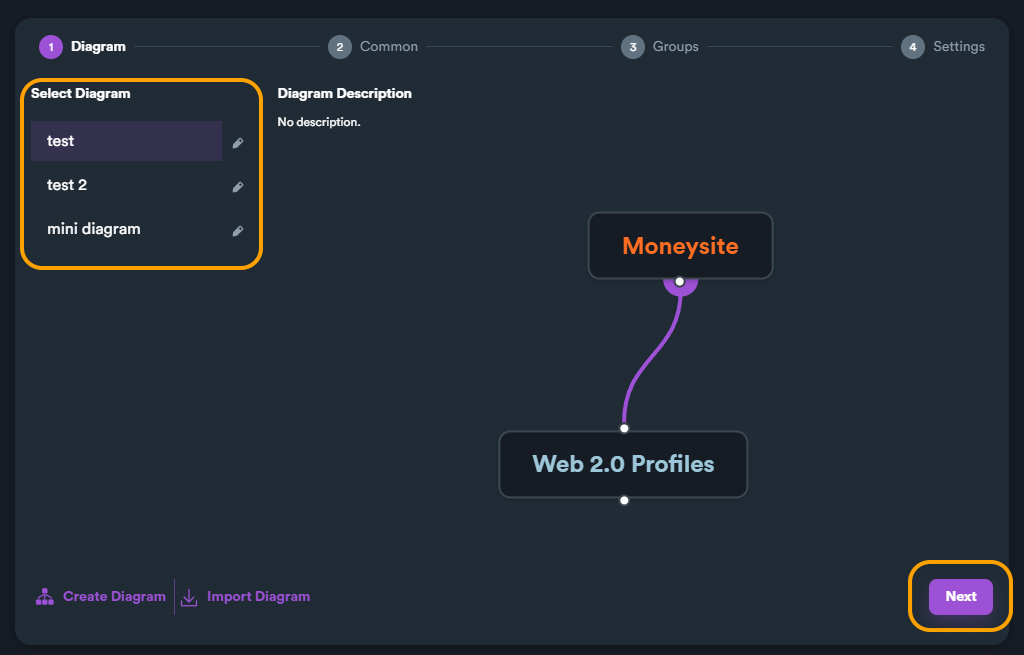 1 Diagram 2 Common 3 Groups 4 Settings
Select Diagram
test
test 2
mini diagram
Diagram Description
No description.
Moneysite
Web 2.0 Profiles
Create Diagram Import Diagram
Next